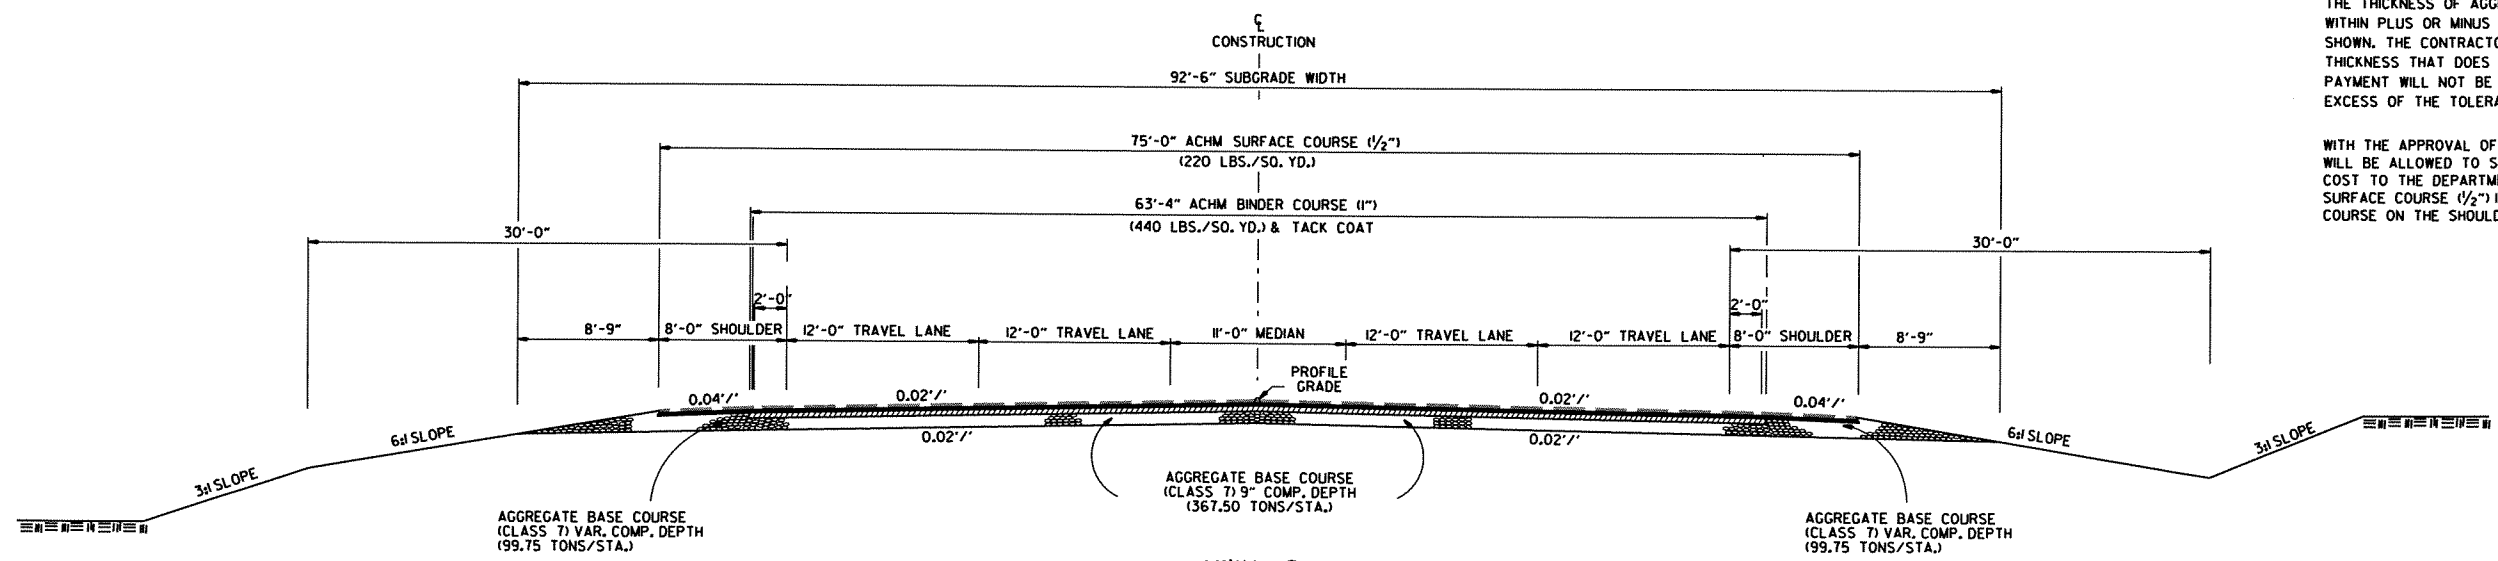 ℄
CONSTRUCTION
92'-6" SUBGRADE WIDTH
75'-0" ACHM SURFACE COURSE (1/2")
(220 LBS./SQ. YD.)
63'-4" ACHM BINDER COURSE (1")
(440 LBS./SQ. YD.) & TACK COAT
30'-0"
30'-0"
2'-0"
2'-0"
8'-9"
8'-0" SHOULDER
12'-0" TRAVEL LANE
12'-0" TRAVEL LANE
11'-0" MEDIAN
12'-0" TRAVEL LANE
12'-0" TRAVEL LANE
8'-0" SHOULDER
8'-9"
PROFILE
GRADE
0.04'/'
0.02'/'
0.02'/'
0.04'/'
0.02'/'
0.02'/'
6:1 SLOPE
3:1 SLOPE
6:1 SLOPE
3:1 SLOPE
AGGREGATE BASE COURSE
(CLASS 7) VAR. COMP. DEPTH
(99.75 TONS/STA.)
AGGREGATE BASE COURSE
(CLASS 7) 9" COMP. DEPTH
(367.50 TONS/STA.)
AGGREGATE BASE COURSE
(CLASS 7) VAR. COMP. DEPTH
(99.75 TONS/STA.)
THE THICKNESS OF
WITHIN PLUS OR MINUS
SHOWN. THE
THICKNESS THAT DOES
PAYMENT WILL NOT BE
EXCESS OF THE
WITH THE APPROVAL OF
WILL BE ALLOWED TO
COST TO THE
SURFACE COURSE (1/2")
COURSE ON THE